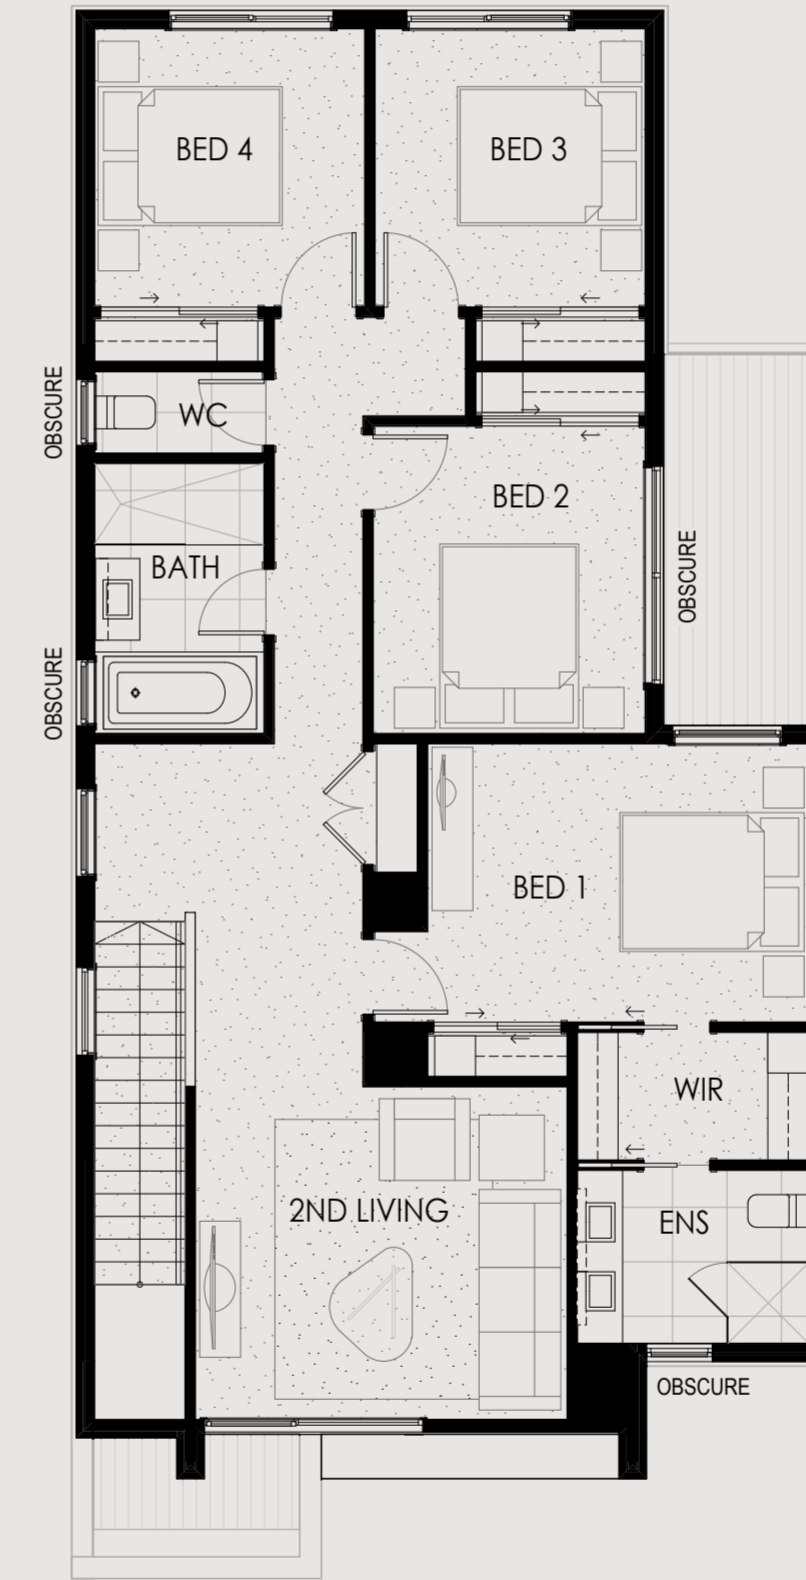 BED 4
BED 3
OBSCURE
WC
BED 2
OBSCURE
BATH
OBSCURE
BED 1
WIR
2ND LIVING
ENS
OBSCURE